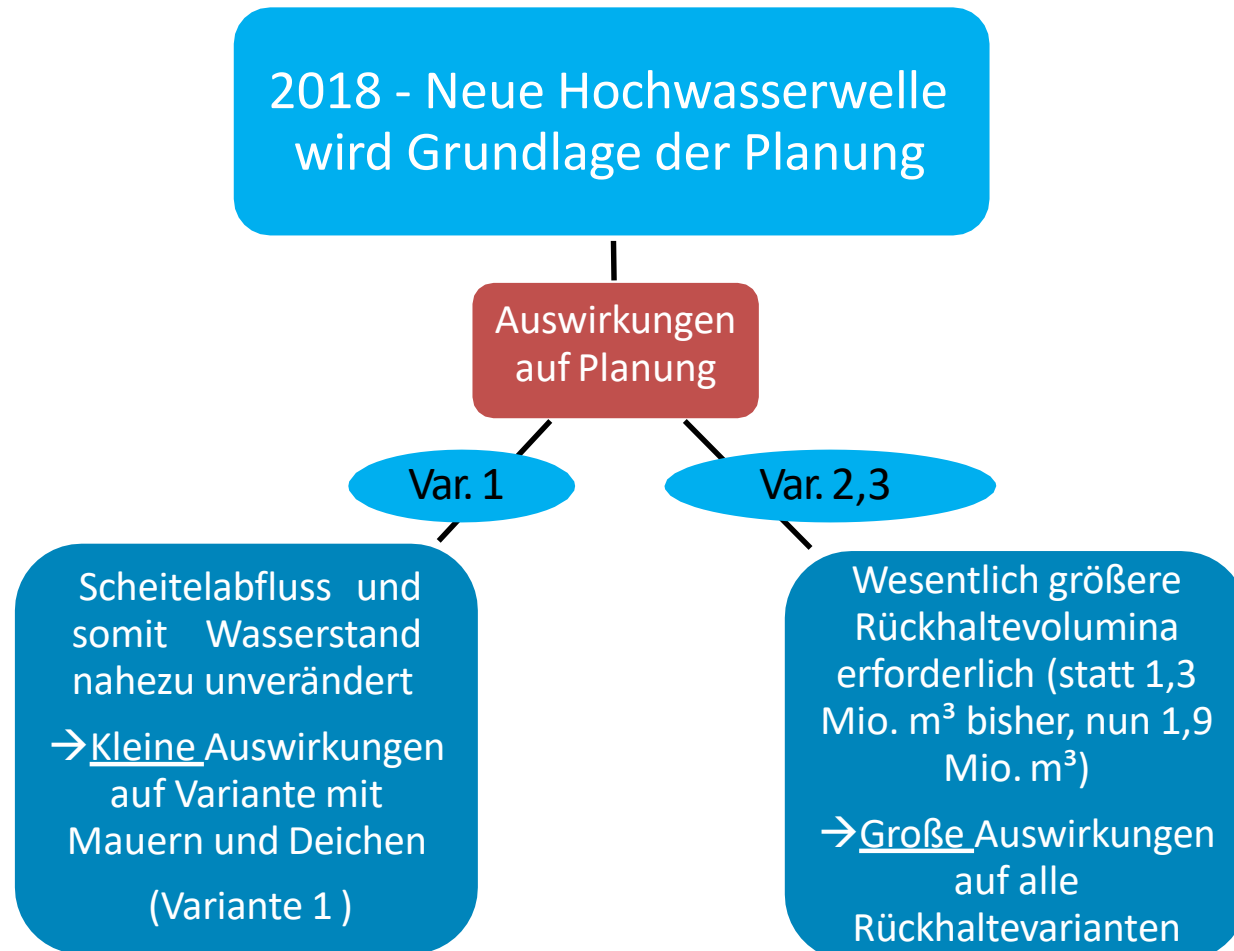 2018 - Neue Hochwasserwelle
wird Grundlage der Planung
Auswirkungen
auf Planung
Var. 1
Var. 2,3
Scheitelabfluss und
somit Wasserstand
nahezu unverändert
→Kleine Auswirkungen
auf Variante mit
Mauern und Deichen
(Variante 1 )
Wesentlich größere
Rückhaltevolumina
erforderlich (statt 1,3
Mio. m³ bisher, nun 1,9
Mio. m³)
→Große Auswirkungen
auf alle
Rückhaltevarianten